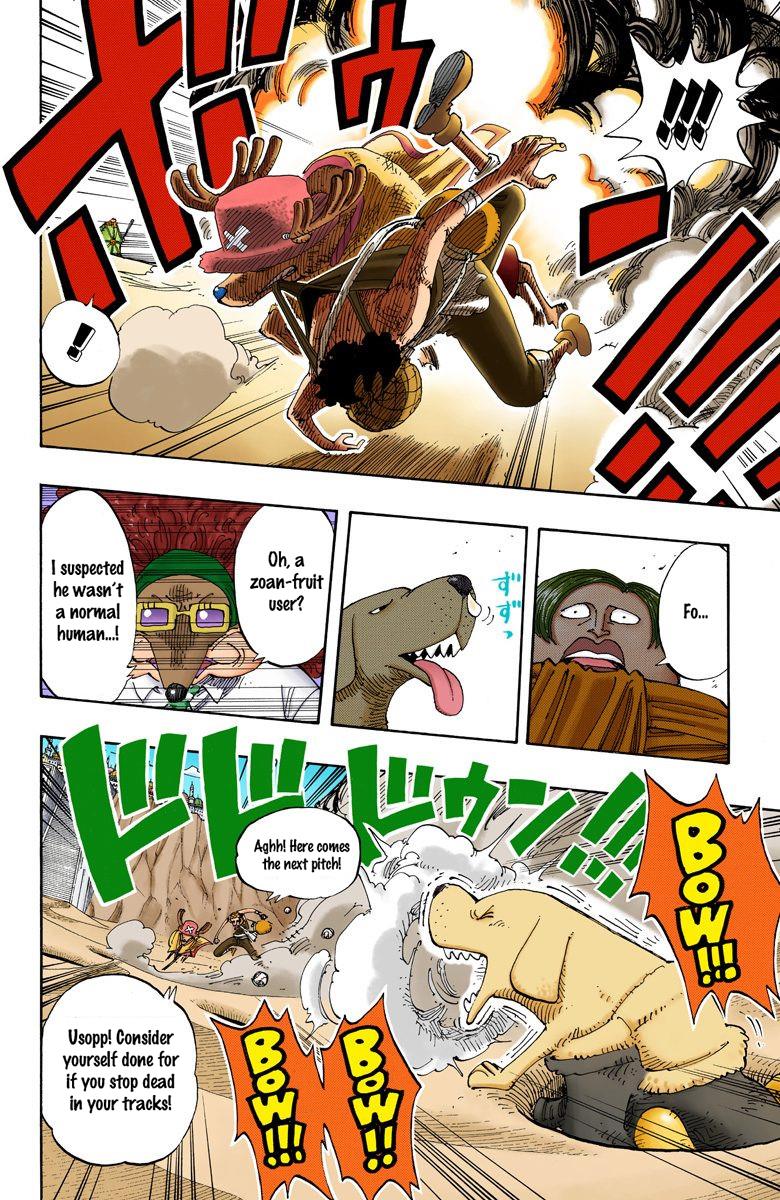 ドゥン!!!
!!!
!
Fo...
ずずっ
Oh, a
zoan-fruit
user?
I suspected
he wasn't
a normal
human...!
ドドドウン!!!
BOW!!!
Aghh! Here comes
the next pitch!
Usopp! Consider
yourself done for
if you stop dead
in your tracks!
BOW!!
BOW!!!